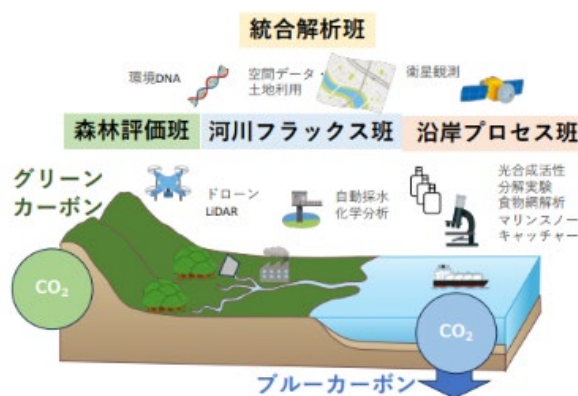 統合解析班
環境DNA
空間データ・
土地利用
衛星観測
森林評価班
河川フラックス班
沿岸プロセス班
グリーン
カーボン
ドローン
LiDAR
自動採水
化学分析
光合成活性
分解実験
食物網解析
マリンスノー
キャッチャー
CO₂
CO₂
ブルーカーボン